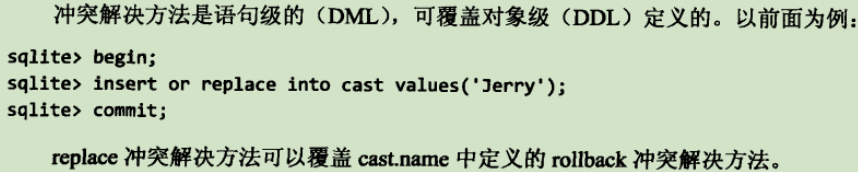 冲突解决方法是语句级的（DML），可覆盖对象级（DDL）定义的。以前面为例：
sqlite> begin;
sqlite> insert or replace into cast values('Jerry');
sqlite> commit;
replace 冲突解决方法可以覆盖 cast.name 中定义的 rollback 冲突解决方法。